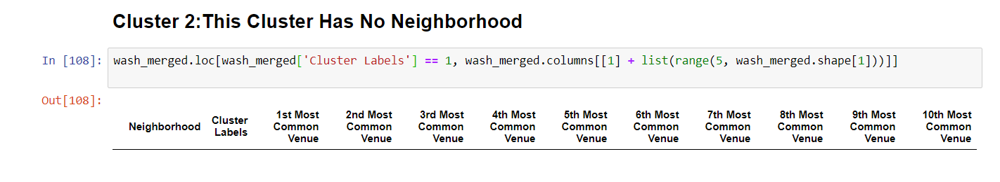 Cluster 2:This Cluster Has No Neighborhood
In [108]: wash_merged.loc[wash_merged['Cluster Labels'] == 1, wash_merged.columns[[1] + list(range(5, wash_merged.shape[1]))]]
Out[108]:
Neighborhood Cluster Labels 1st Most Common Venue 2nd Most Common Venue 3rd Most Common Venue 4th Most Common Venue 5th Most Common Venue 6th Most Common Venue 7th Most Common Venue 8th Most Common Venue 9th Most Common Venue 10th Most Common Venue